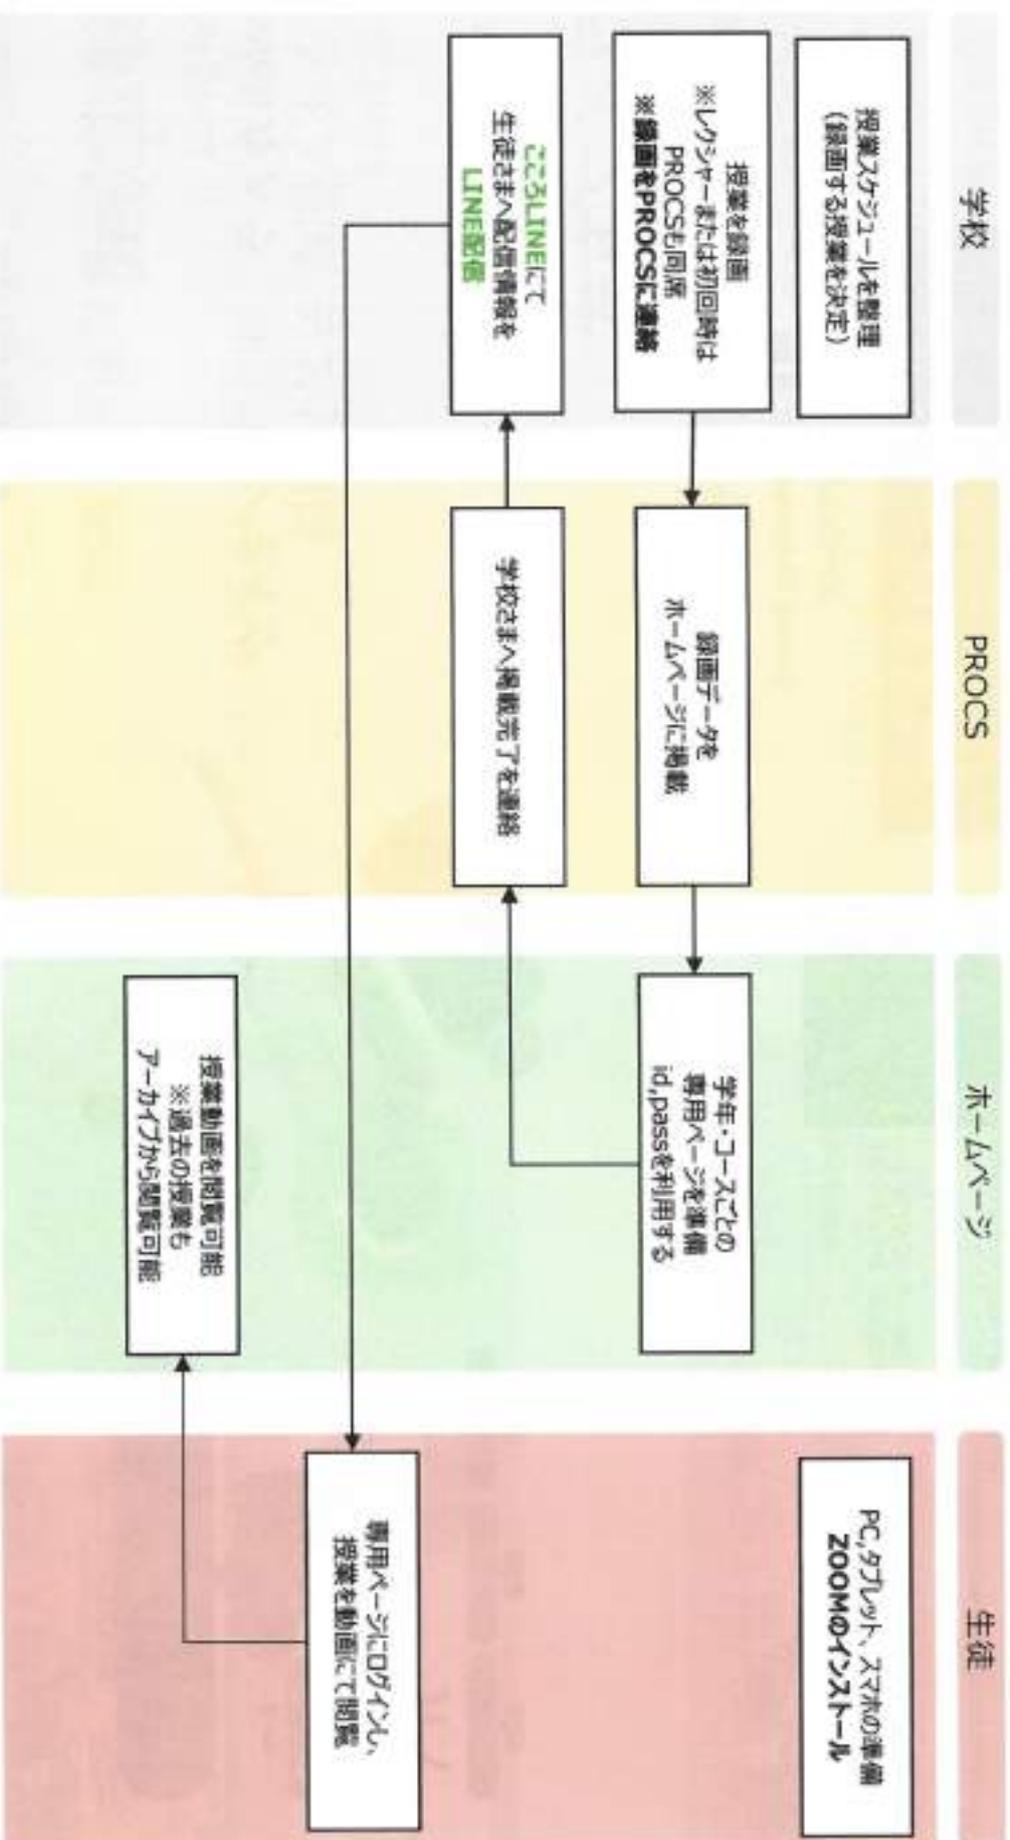 学校
PROCS
ホームページ
生徒
授業スケジュールを整理
(録画する授業を決定)
PC,タブレット、スマホの準備
ZOOMのインストール
授業を録画
※レクシャーまたは初回時は
PROCSも同席
※録画をPROCSに連絡
録画データを
ホームページに掲載
学年・コースごとの
専用ページを準備
id,passを利用する
こころLINEにて
生徒さまへ配信情報を
LINE配信
学校さまへ掲載完了を連絡
専用ページにログインし、
授業を動画にて閲覧
授業動画を閲覧可能
※過去の授業も
アーカイブから閲覧可能